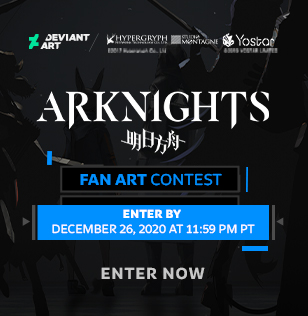 DEVIANT
ART
HYPERGRYPH
STUDIO
MONTAGNE
Yostar
ARKNIGHTS
明日方舟
FAN ART CONTEST
ENTER BY
DECEMBER 26, 2020 AT 11:59 PM PT
ENTER NOW